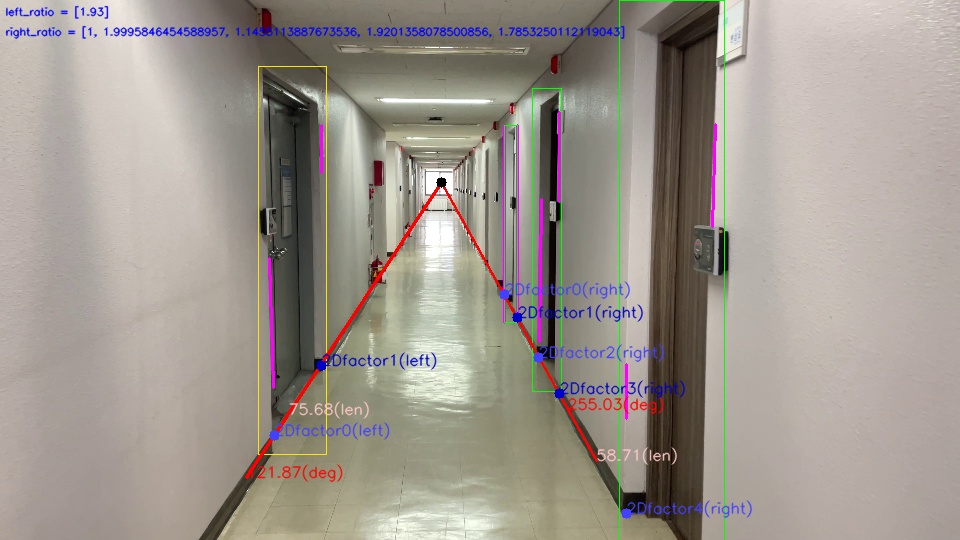 left_ratio = [1.93]
right_ratio = [1, 1.9995846454588957, 1.1453113887673536, 1.9201358078500856, 1.7853250112119043]
2Dfactor0(right)
2Dfactor1(right)
2Dfactor2(right)
2Dfactor1(left)
2Dfactor3(right)
255.03(deg)
75.68(len)
2Dfactor0(left)
58.71(len)
21.87(deg)
2Dfactor4(right)